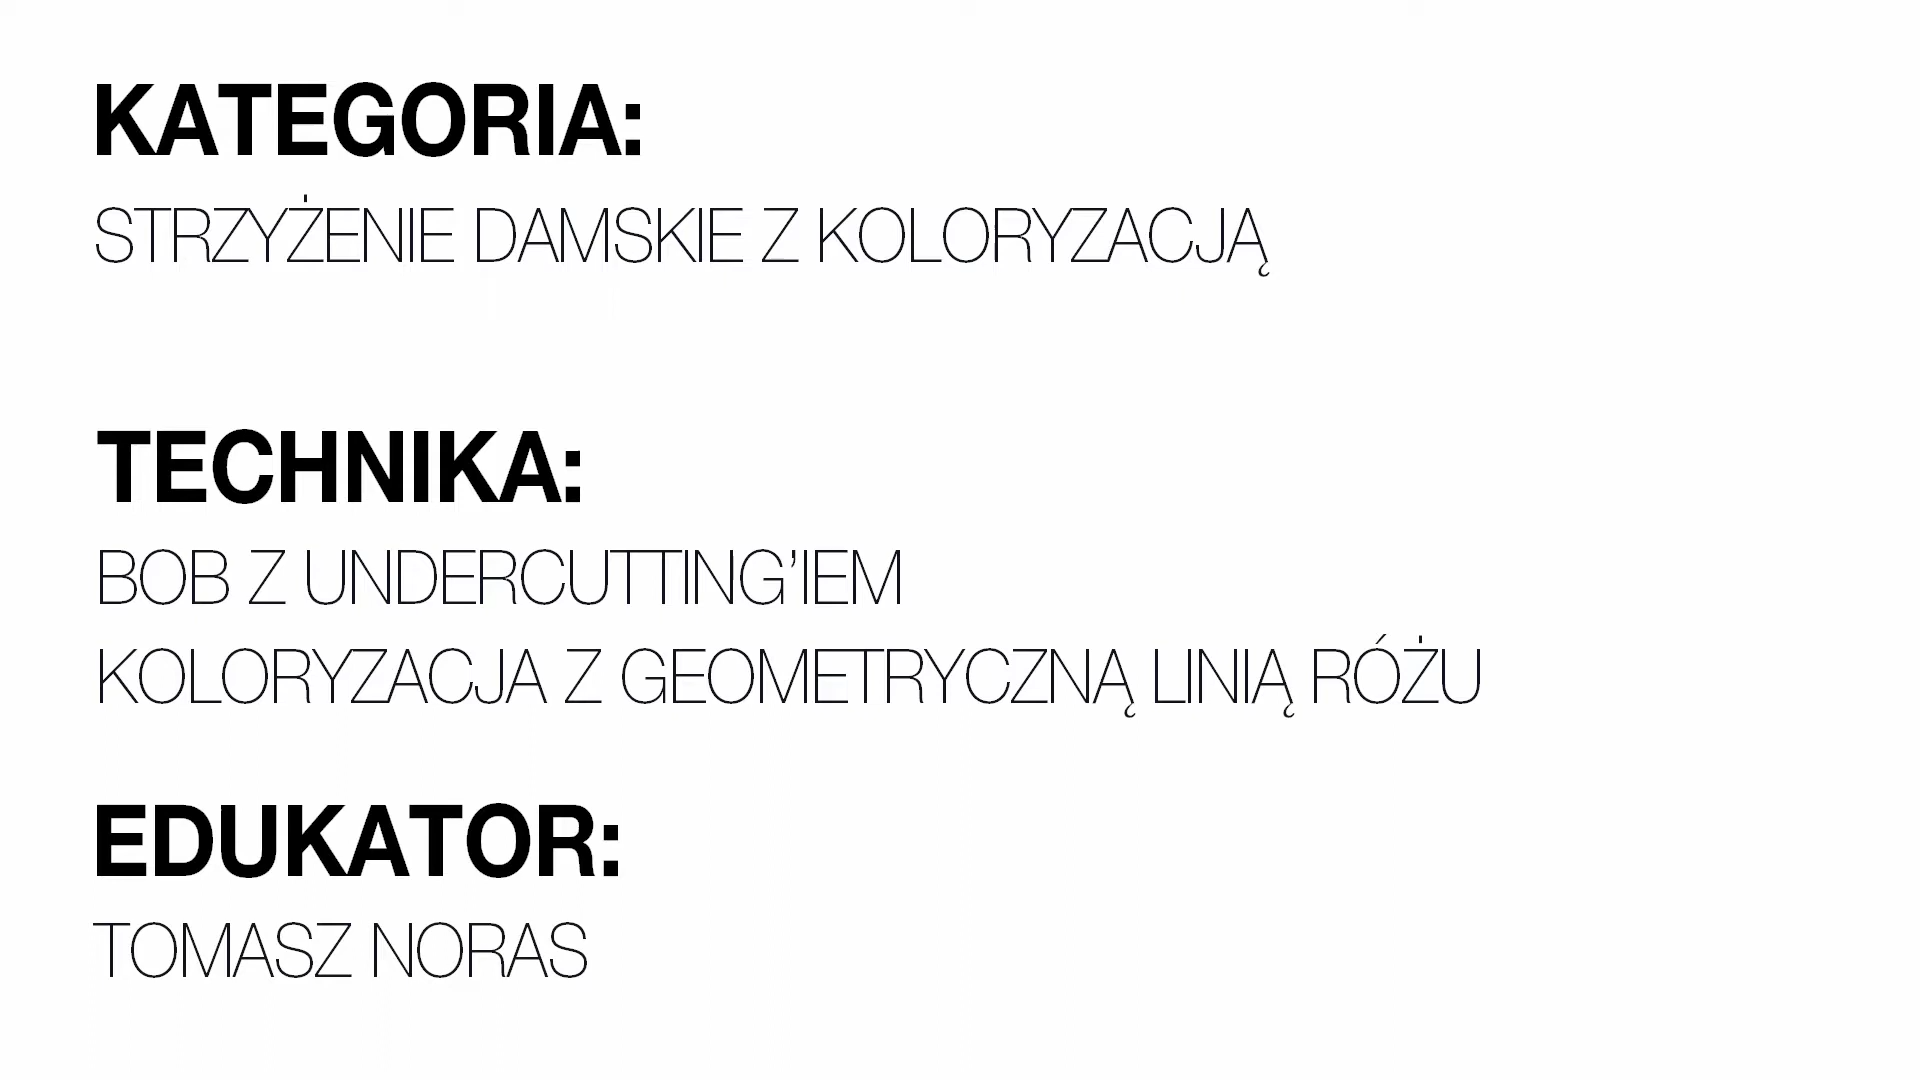 KATEGORIA:
STRZYŻENIE DAMSKIE Z KOLORYZACJĄ
TECHNIKA:
BOB Z UNDERCUTTING’IEM
KOLORYZACJA Z GEOMETRYCZNĄ LINIĄ RÓŻU
EDUKATOR:
TOMASZ NORAS